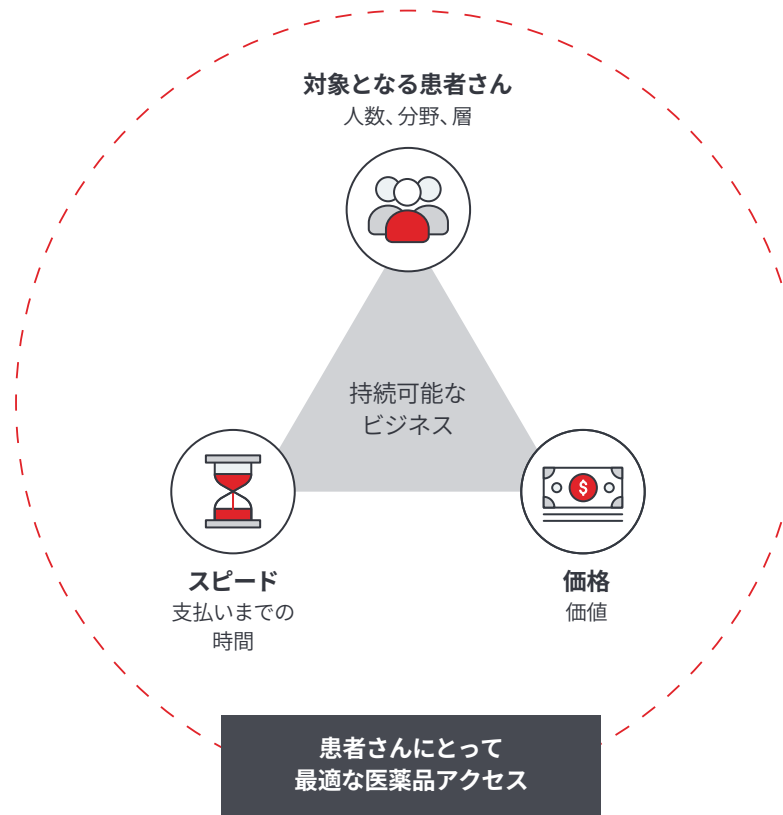 対象となる患者さん
人数、分野、層
持続可能な
ビジネス
$
スピード
支払いまでの
時間
価格
価値
患者さんにとって
最適な医薬品アクセス